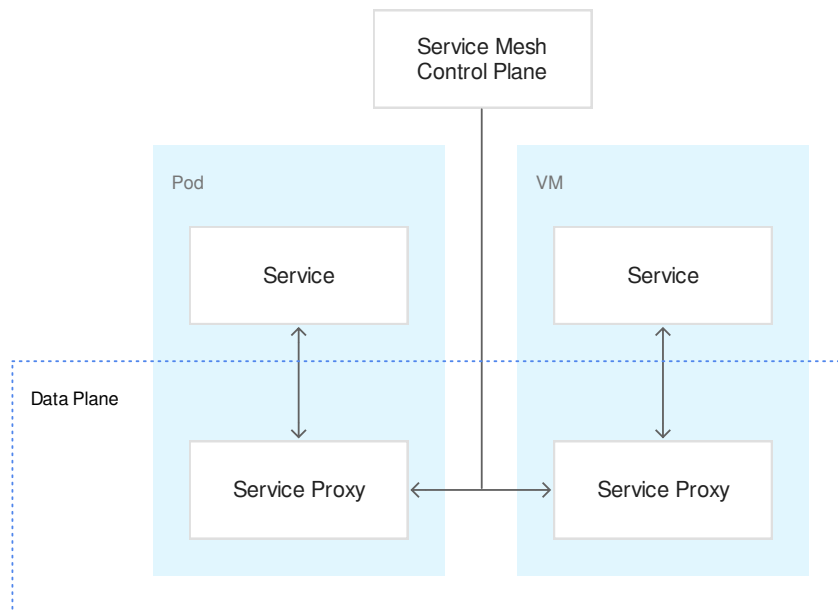 Service Mesh
Control Plane
Pod
VM
Service
Service
Data Plane
Service Proxy
Service Proxy